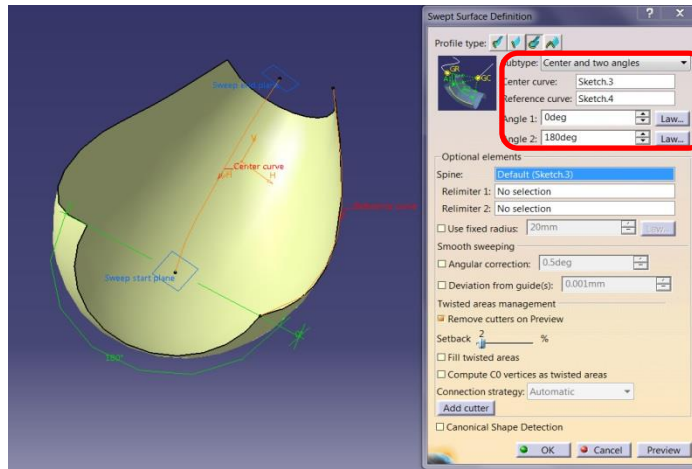 Swept Surface Definition
? X
Profile type:
Subtype: Center and two angles
Center curve: Sketch.3
Reference curve: Sketch.4
Angle 1: 0deg Law...
Angle 2: 180deg Law...
Optional elements
Spine: Default (Sketch.3)
Relimiter 1: No selection
Relimiter 2: No selection
Use fixed radius: 20mm Law...
Smooth sweeping
Angular correction: 0.5deg
Deviation from guide(s): 0.001mm
Twisted areas management
Remove cutters on Preview
2
Setback %
Fill twisted areas
Compute C0 vertices as twisted areas
Connection strategy: Automatic
Add cutter
Canonical Shape Detection
OK Cancel Preview
GR
GC
Sweep end plane
V
Center curve
H
Reference curve
Sweep start plane
0°
180°